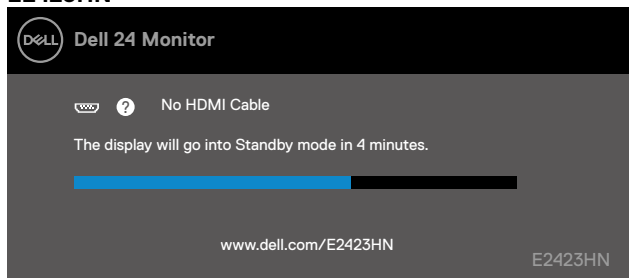 E2423HN
DELL Dell 24 Monitor
? No HDMI Cable
The display will go into Standby mode in 4 minutes.
www.dell.com/E2423HN
E2423HN